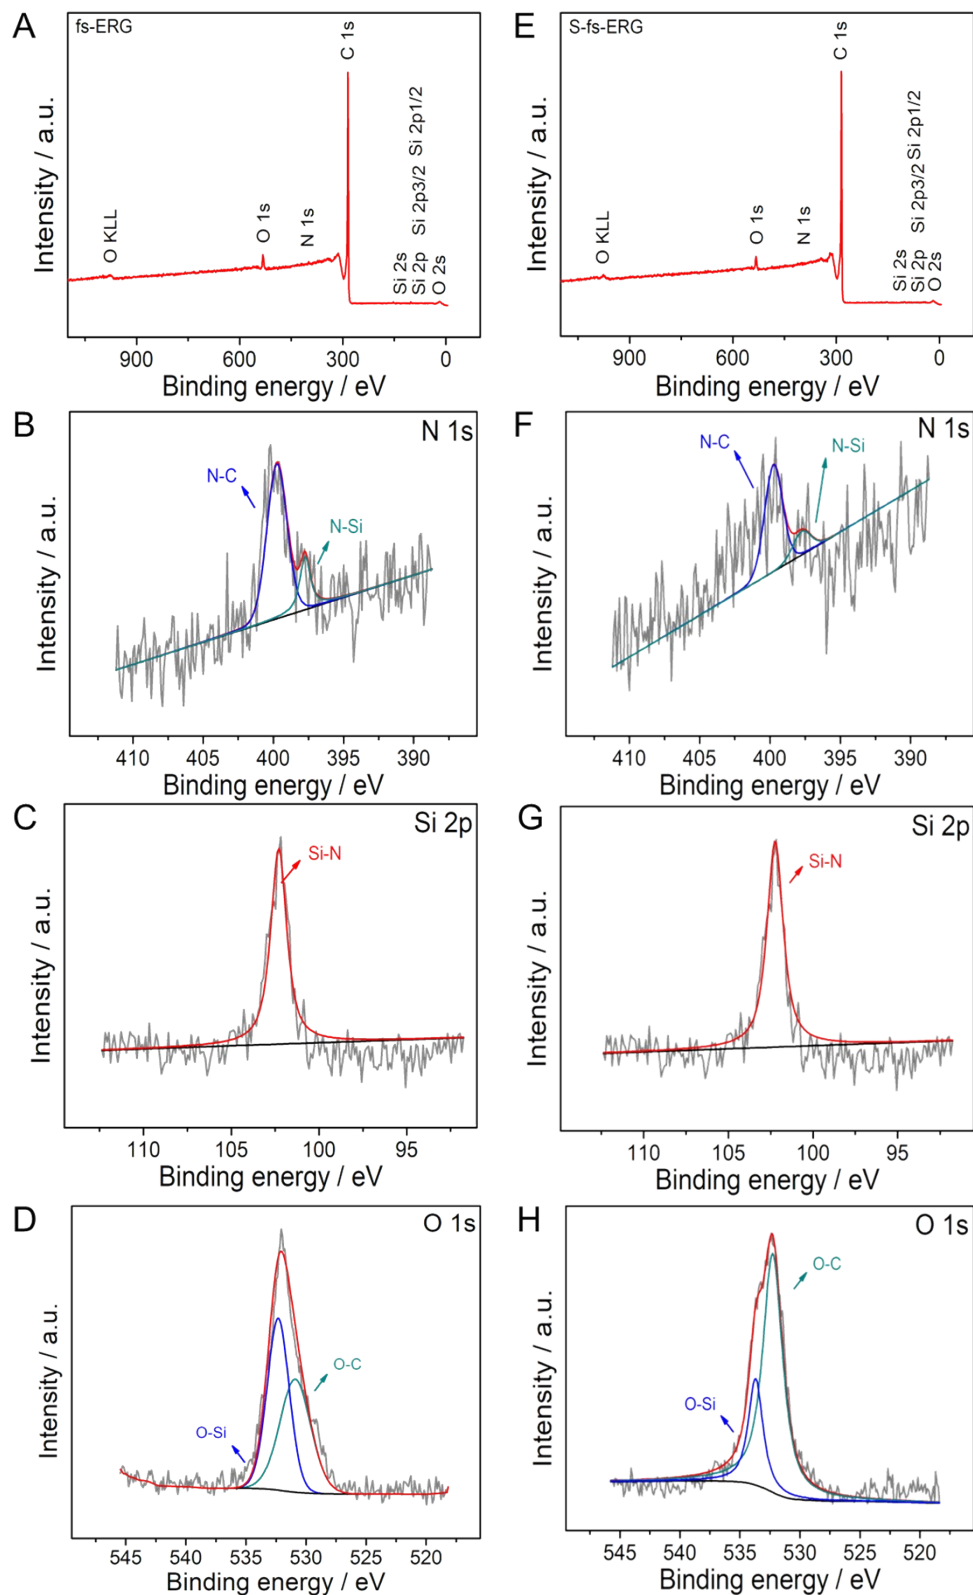 A
fs-ERG
C 1s
Si 2p1/2
Si 2p3/2
O KLL
O 1s
N 1s
Si 2s
Si 2p
O 2s
Intensity / a.u.
900
600
300
0
Binding energy / eV
E
S-fs-ERG
C 1s
Si 2p1/2
Si 2p3/2
O KLL
O 1s
N 1s
Si 2s
Si 2p
O 2s
Intensity / a.u.
900
600
300
0
Binding energy / eV
B
N 1s
N-C
N-Si
Intensity / a.u.
410
405
400
395
390
Binding energy / eV
F
N 1s
N-C
N-Si
Intensity / a.u.
410
405
400
395
390
Binding energy / eV
C
Si 2p
Si-N
Intensity / a.u.
110
105
100
95
Binding energy / eV
G
Si 2p
Si-N
Intensity / a.u.
110
105
100
95
Binding energy / eV
D
O 1s
O-C
O-Si
Intensity / a.u.
545
540
535
530
525
520
Binding energy / eV
H
O 1s
O-C
O-Si
Intensity / a.u.
545
540
535
530
525
520
Binding energy / eV